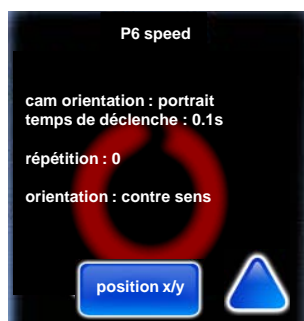 P6 speed
cam orientation : portrait
temps de déclenche : 0.1s
répétition : 0
orientation : contre sens
position x/y